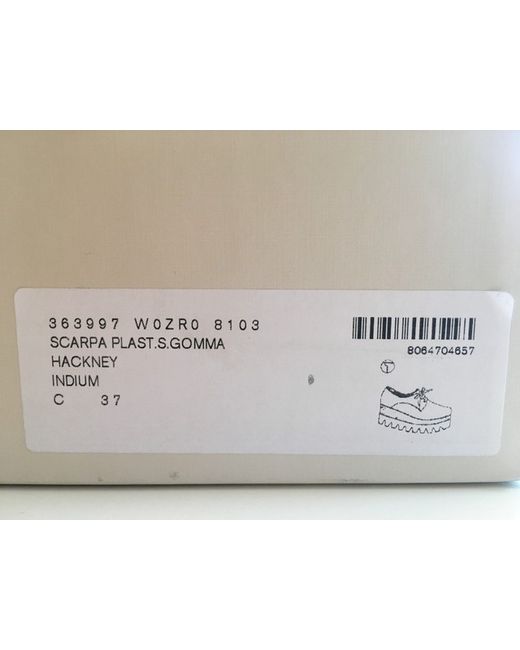 363997 W0ZR0 8103
SCARPA PLAST.S.GOMMA
HACKNEY
INDIUM
C 37
8064704657